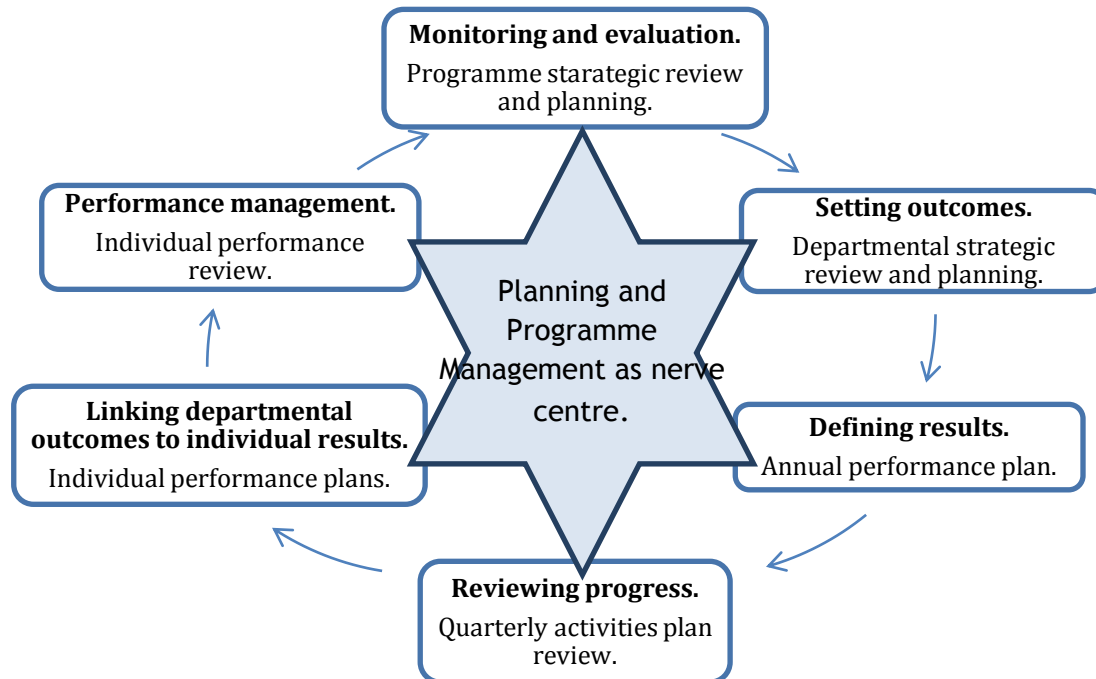 Monitoring and evaluation.
Programme starategic review
and planning.
Performance management.
Individual performance
review.
Setting outcomes.
Departmental strategic
review and planning.
Planning and
Programme
Management as nerve
centre.
Linking departmental
outcomes to individual results.
Individual performance plans.
Defining results.
Annual performance plan.
Reviewing progress.
Quarterly activities plan
review.